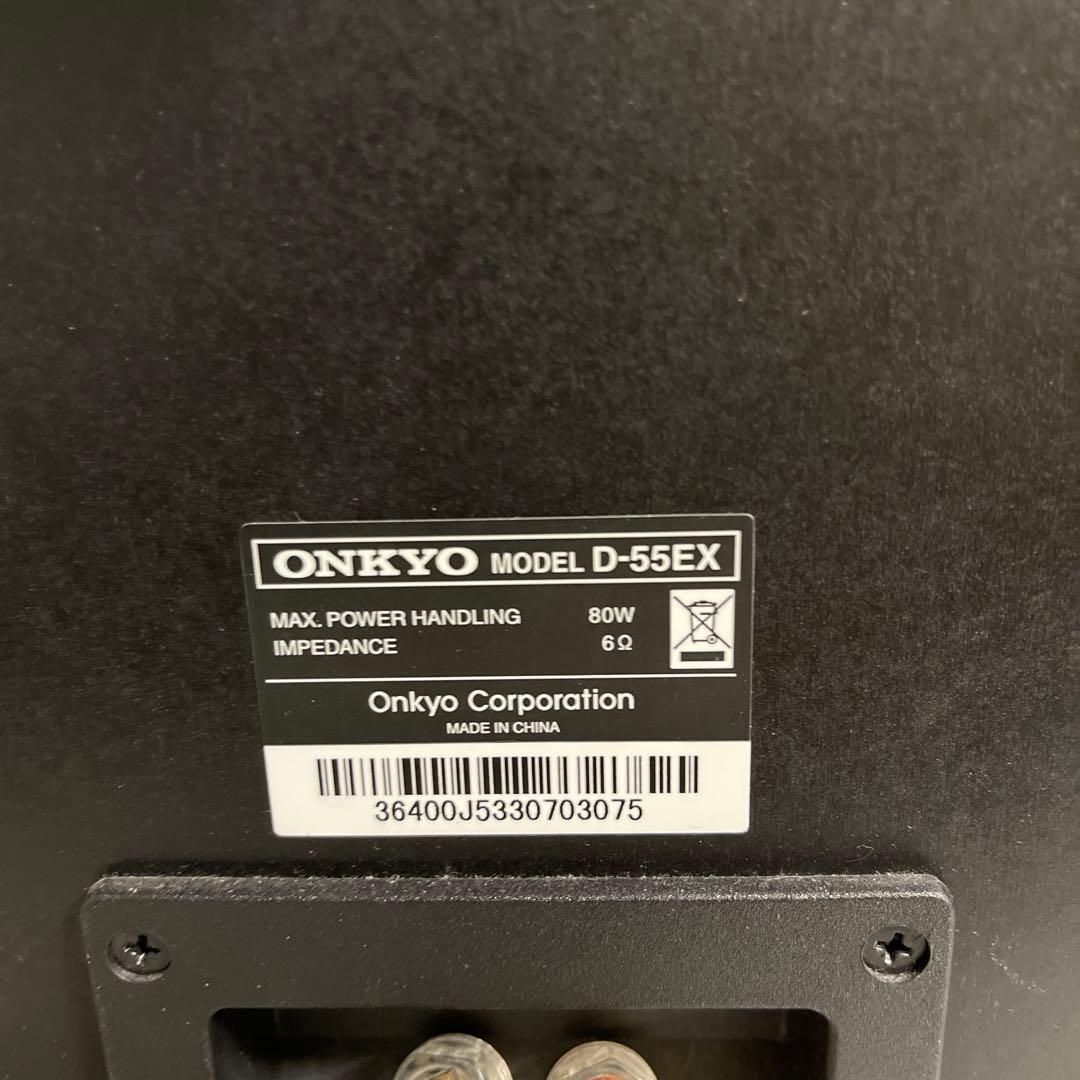 ONKYO MODEL D-55EX
MAX. POWER HANDLING 80W
IMPEDANCE 6Ω
Onkyo Corporation
MADE IN CHINA
36400J5330703075